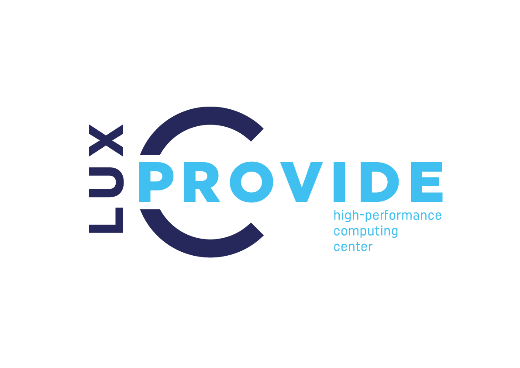 LUX
PROVIDE
high-performance
computing
center